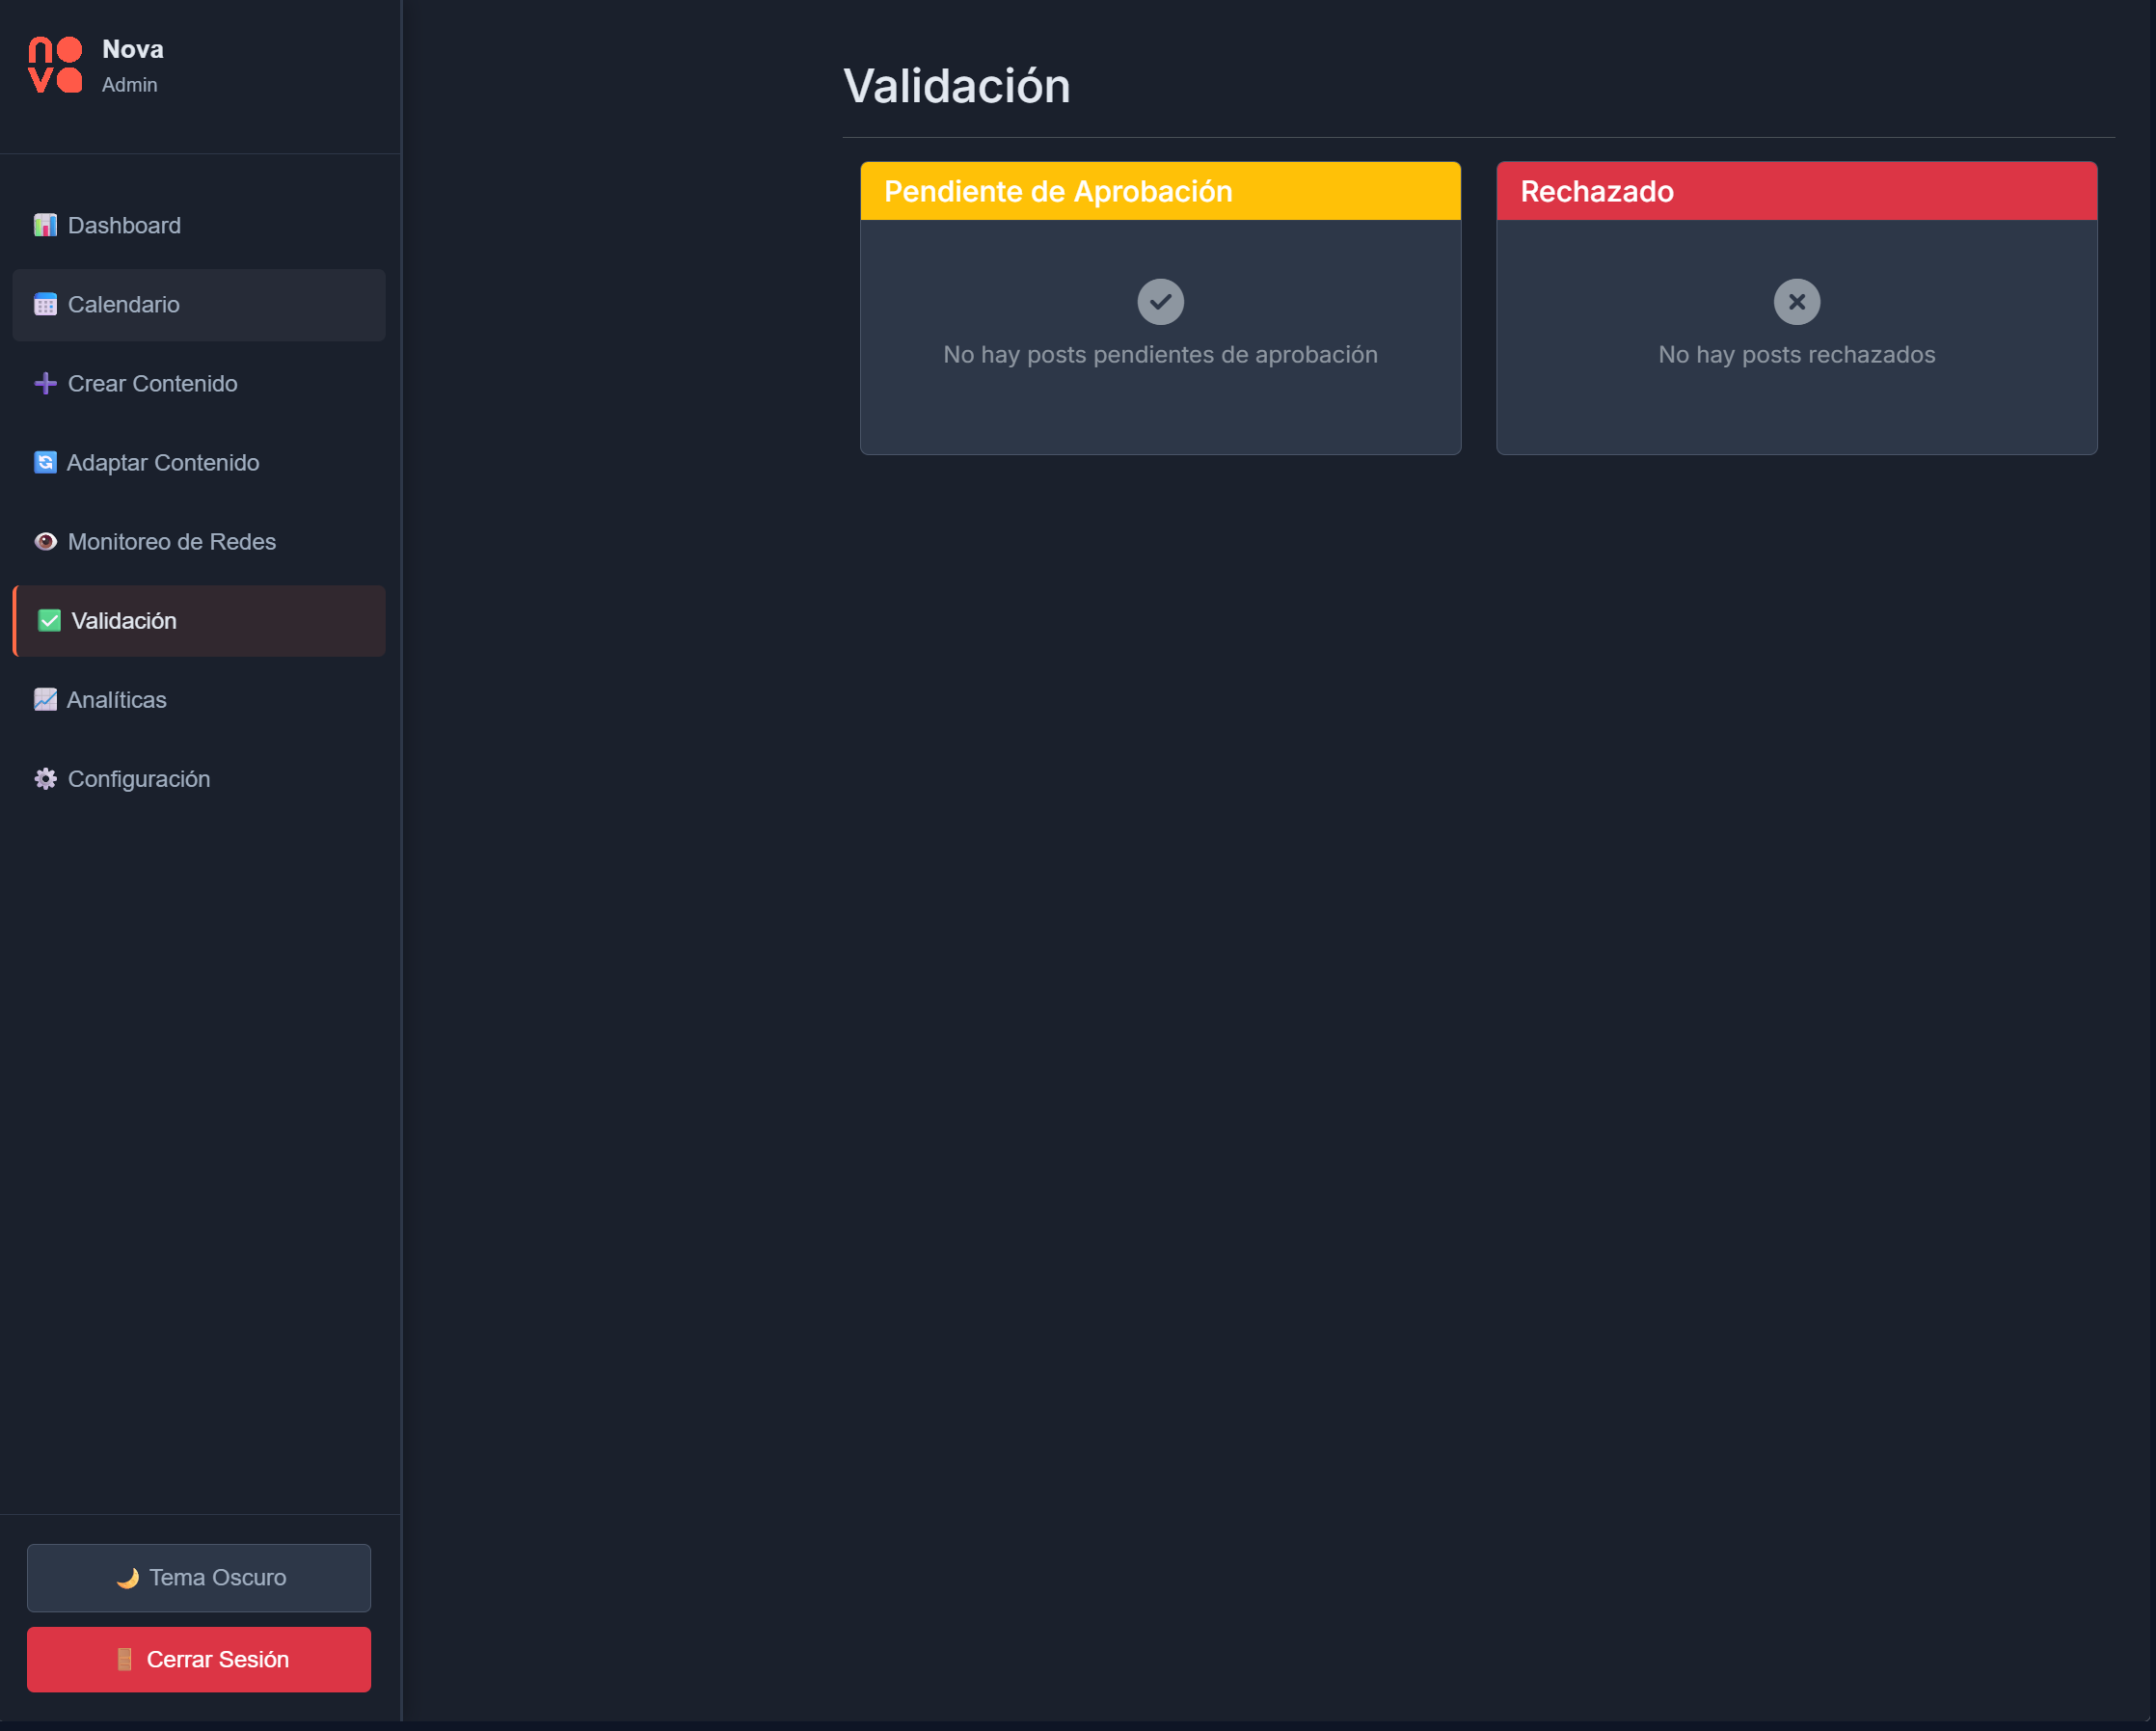 nova
Nova
Admin
Dashboard
Calendario
Crear Contenido
Adaptar Contenido
Monitoreo de Redes
Validación
Analíticas
Configuración
Tema Oscuro
Cerrar Sesión
Validación
Pendiente de Aprobación
No hay posts pendientes de aprobación
Rechazado
No hay posts rechazados